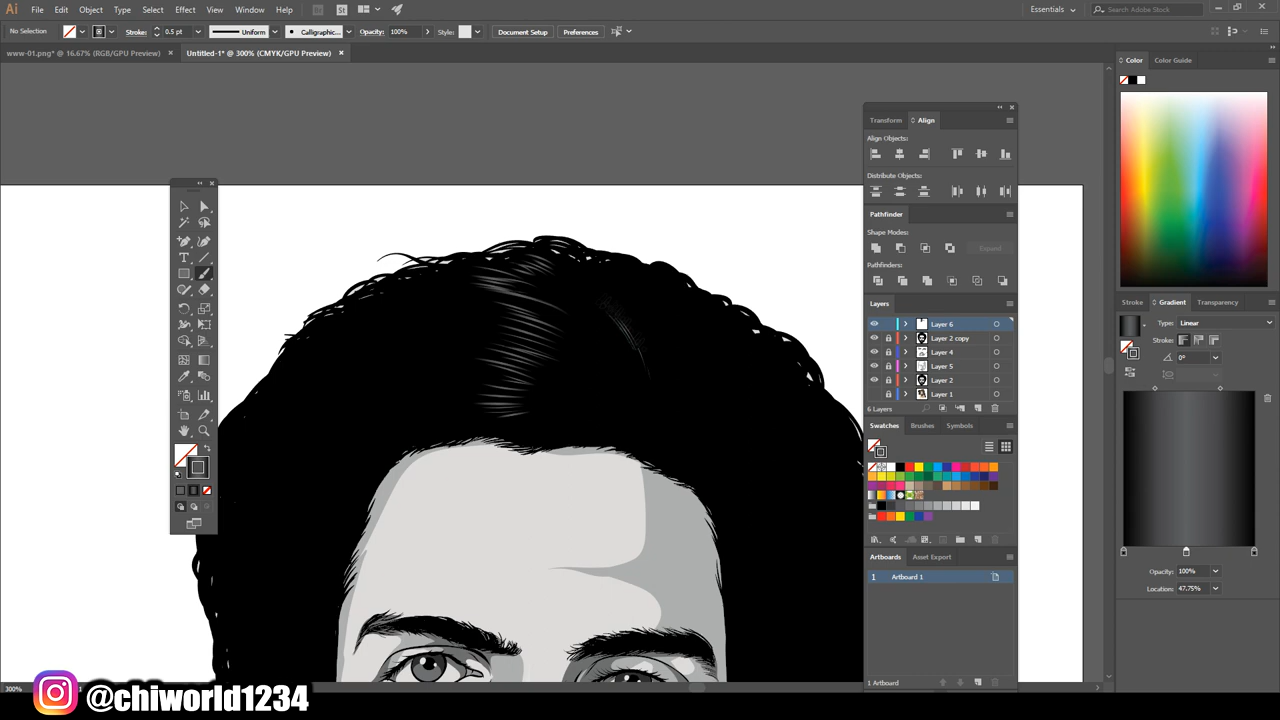 Ai File Edit Object Type Select Effect View Window Help Br St Essentials Search Adobe Stock
No Selection Stroke: 0.5 pt Uniform Calligraphic... Opacity: 100% Style: Document Setup Preferences
www-01.png* @ 16.67% (RGB/GPU Preview) × Untitled-1* @ 300% (CMYK/GPU Preview) ×
Color Color Guide
Transform Align
Align Objects:
Distribute Objects:
Pathfinder
Shape Modes:
Expand
Pathfinders:
Layers
Layer 6
Layer 2 copy
Layer 4
Layer 5
Layer 2
Layer 1
6 Layers
Swatches Brushes Symbols
Artboards Asset Export
1 Artboard 1
1 Artboard
Stroke Gradient Transparency
Type: Linear
Stroke:
0°
Opacity: 100%
Location: 47.75%
300%
@chiworld1234